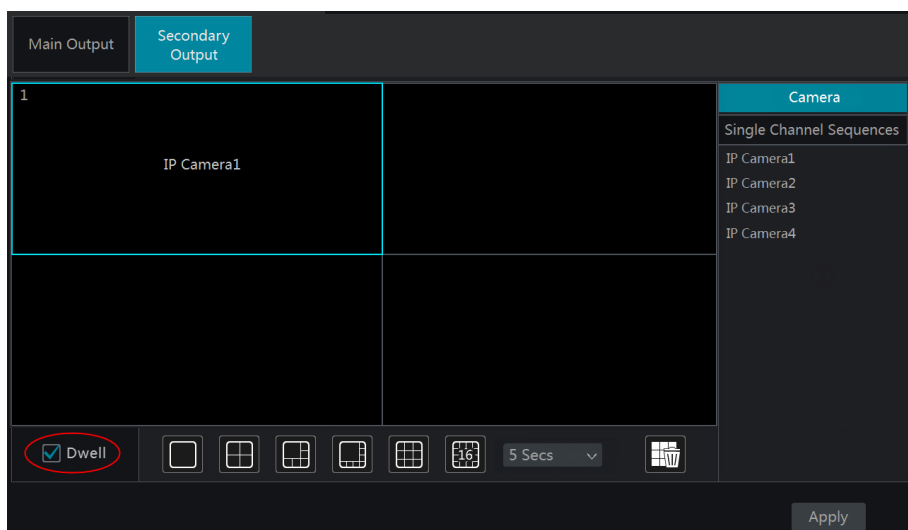 Main Output
Secondary
Output
1
IP Camera1
Camera
Single Channel Sequences
IP Camera1
IP Camera2
IP Camera3
IP Camera4
Dwell
16
5 Secs
Apply